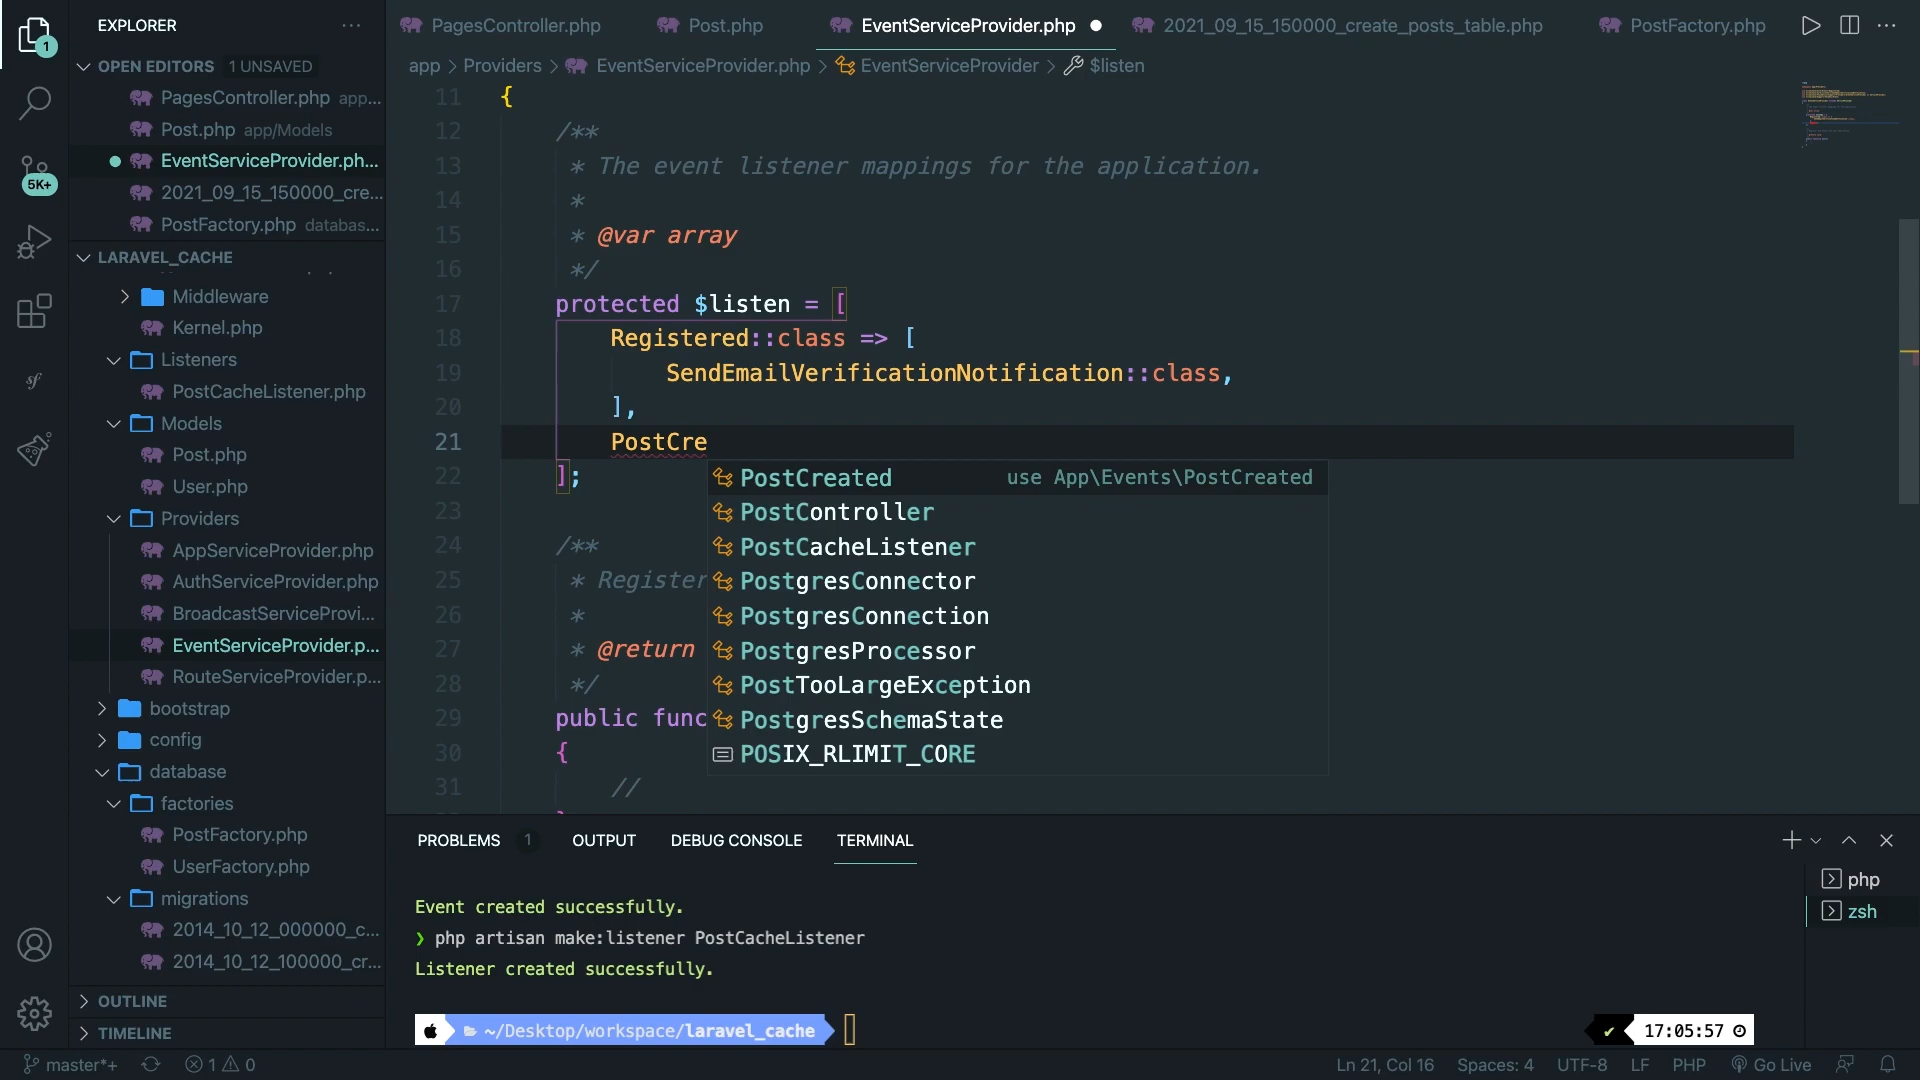 EXPLORER
PagesController.php
Post.php
EventServiceProvider.php
2021_09_15_150000_create_posts_table.php
PostFactory.php
1
OPEN EDITORS 1 UNSAVED
PagesController.php app...
Post.php app/Models
EventServiceProvider.ph...
2021_09_15_150000_cre...
PostFactory.php databas...
5K+
LARAVEL_CACHE
Middleware
Kernel.php
Listeners
PostCacheListener.php
Models
Post.php
User.php
Providers
AppServiceProvider.php
AuthServiceProvider.php
BroadcastServiceProvi...
EventServiceProvider.p...
RouteServiceProvider.p...
bootstrap
config
database
factories
PostFactory.php
UserFactory.php
migrations
2014_10_12_000000_c...
2014_10_12_100000_cr...
OUTLINE
TIMELINE
app > Providers > EventServiceProvider.php > EventServiceProvider > $listen
11 {
12 /**
13 * The event listener mappings for the application.
14 *
15 * @var array
16 */
17 protected $listen = [
18 Registered::class => [
19 SendEmailVerificationNotification::class,
20 ],
21 PostCre
22 ];
23
24 /**
25 * Register
26 *
27 * @return
28 */
29 public func
30 {
31 //
PostCreated use App\Events\PostCreated
PostController
PostCacheListener
PostgresConnector
PostgresConnection
PostgresProcessor
PostTooLargeException
PostgresSchemaState
POSIX_RLIMIT_CORE
PROBLEMS 1 OUTPUT DEBUG CONSOLE TERMINAL
Event created successfully.
❯ php artisan make:listener PostCacheListener
Listener created successfully.
~/Desktop/workspace/laravel_cache
✔ 17:05:57
php
zsh
master*+ 1 0
Ln 21, Col 16 Spaces: 4 UTF-8 LF PHP Go Live